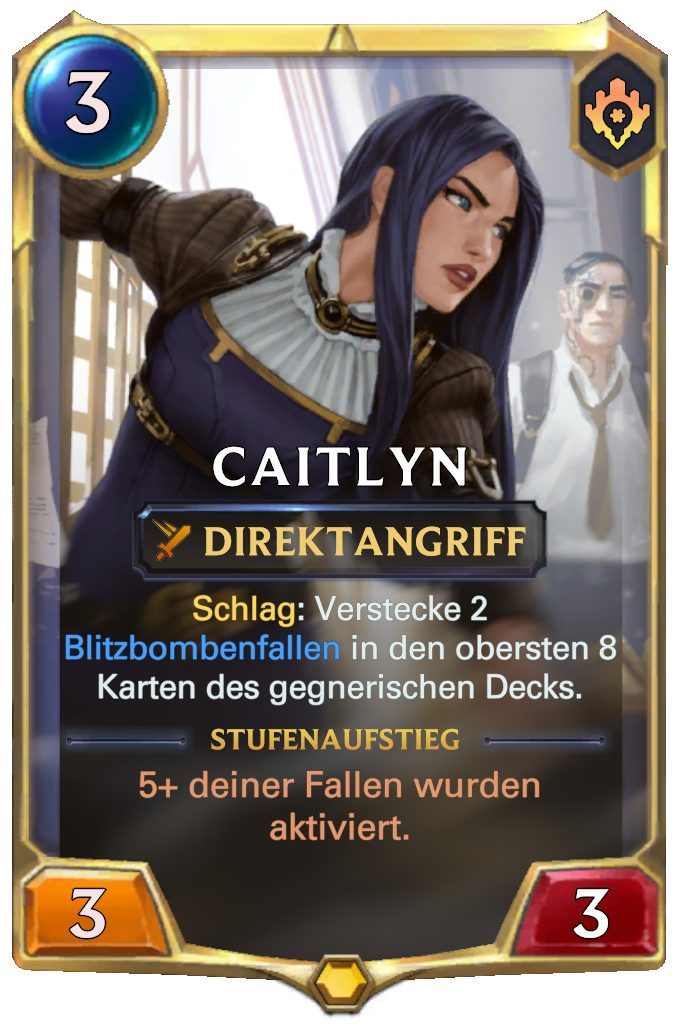 3
CAITLYN
DIREKTANGRIFF
Schlag: Verstecke 2
Blitzbombenfallen in den obersten 8
Karten des gegnerischen Decks.
STUFENAUFSTIEG
5+ deiner Fallen wurden
aktiviert.
3
3